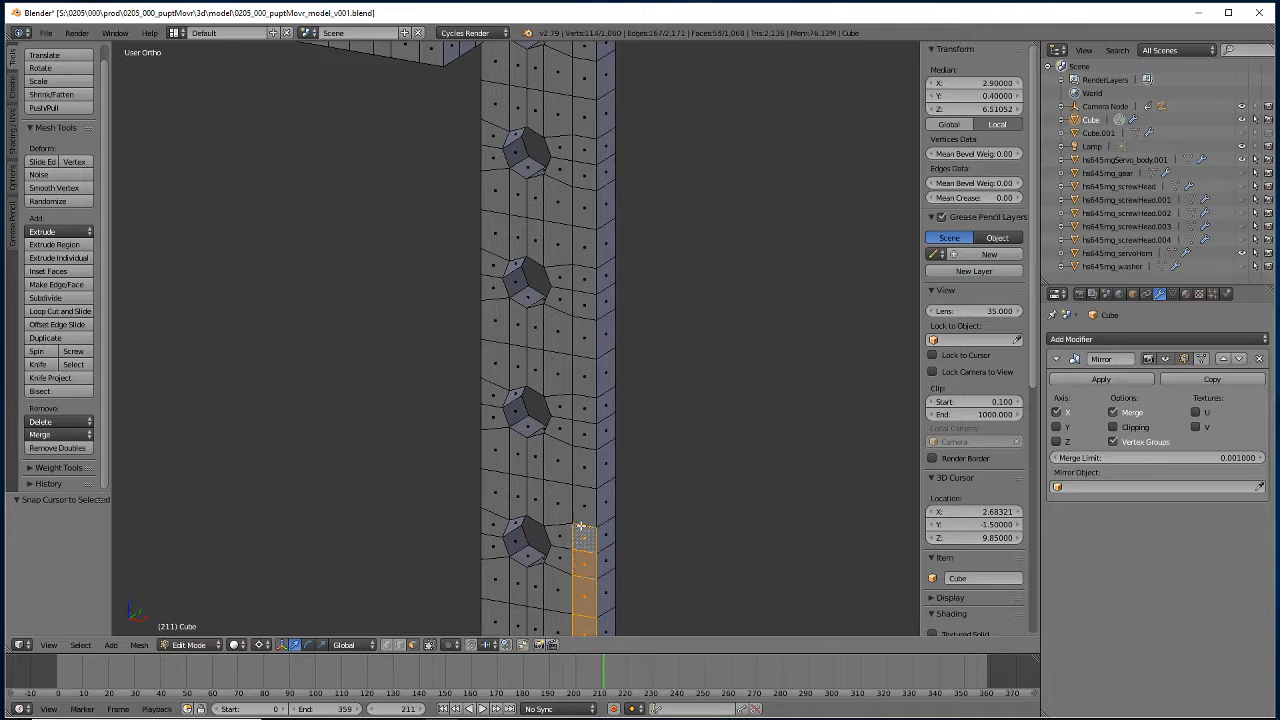 Blender* [S:\0205\000\prod\0205_000_puptMovr\3d\model\0205_000_puptMovr_model_v001.blend]
File Render Window Help Default Scene Cycles Render v2.79 | Verts:114/1,060 | Edges:167/2,171 | Faces:55/1,068 | Tris:2,136 | Mem:76.12M | Cube
User Ortho
Tools
Create
Shading / UVs
Options
Grease Pencil
Translate
Rotate
Scale
Shrink/Fatten
Push/Pull
Mesh Tools
Deform:
Slide Ed Vertex
Noise
Smooth Vertex
Randomize
Add:
Extrude
Extrude Region
Extrude Individual
Inset Faces
Make Edge/Face
Subdivide
Loop Cut and Slide
Offset Edge Slide
Duplicate
Spin Screw
Knife Select
Knife Project
Bisect
Remove:
Delete
Merge
Remove Doubles
Weight Tools
History
Snap Cursor to Selected
(211) Cube
Transform
Median:
X: 2.90000
Y: 0.40000
Z: 6.51052
Global Local
Vertices Data:
Mean Bevel Weig: 0.00
Edges Data:
Mean Bevel Weig: 0.00
Mean Crease: 0.00
Grease Pencil Layers
Scene Object
New
New Layer
View
Lens: 35.000
Lock to Object:
Lock to Cursor
Lock Camera to View
Clip:
Start: 0.100
End: 1000.000
Local Camera:
Camera
Render Border
3D Cursor
Location:
X: 2.68321
Y: -1.50000
Z: 9.85000
Item
Cube
Display
Shading
Textured Solid
View Search All Scenes
Scene
RenderLayers
World
Camera Node
Cube
Cube.001
Lamp
hs645mgServo_body.001
hs645mg_gear
hs645mg_screwHead
hs645mg_screwHead.001
hs645mg_screwHead.002
hs645mg_screwHead.003
hs645mg_screwHead.004
hs645mg_servoHorn
hs645mg_washer
Cube
Add Modifier
Mirror
Apply Copy
Axis: Options: Textures:
X Merge U
Y Clipping V
Z Vertex Groups
Merge Limit: 0.001000
Mirror Object:
View Select Add Mesh Edit Mode Global
-10 0 10 20 30 40 50 60 70 80 90 100 110 120 130 140 150 160 170 180 190 200 210 220 230 240 250 260 270 280 290 300 310 320 330 340 350 360 370
View Marker Frame Playback Start: 0 End: 359 211 No Sync